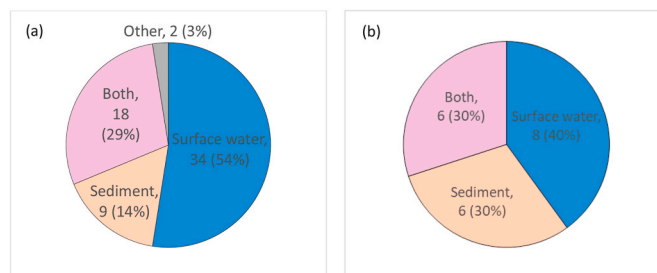 (a)
Other, 2 (3%)
Both,
18
(29%)
Surface water,
34 (54%)
Sediment,
9 (14%)
(b)
Both,
6 (30%)
Surface water,
8 (40%)
Sediment,
6 (30%)